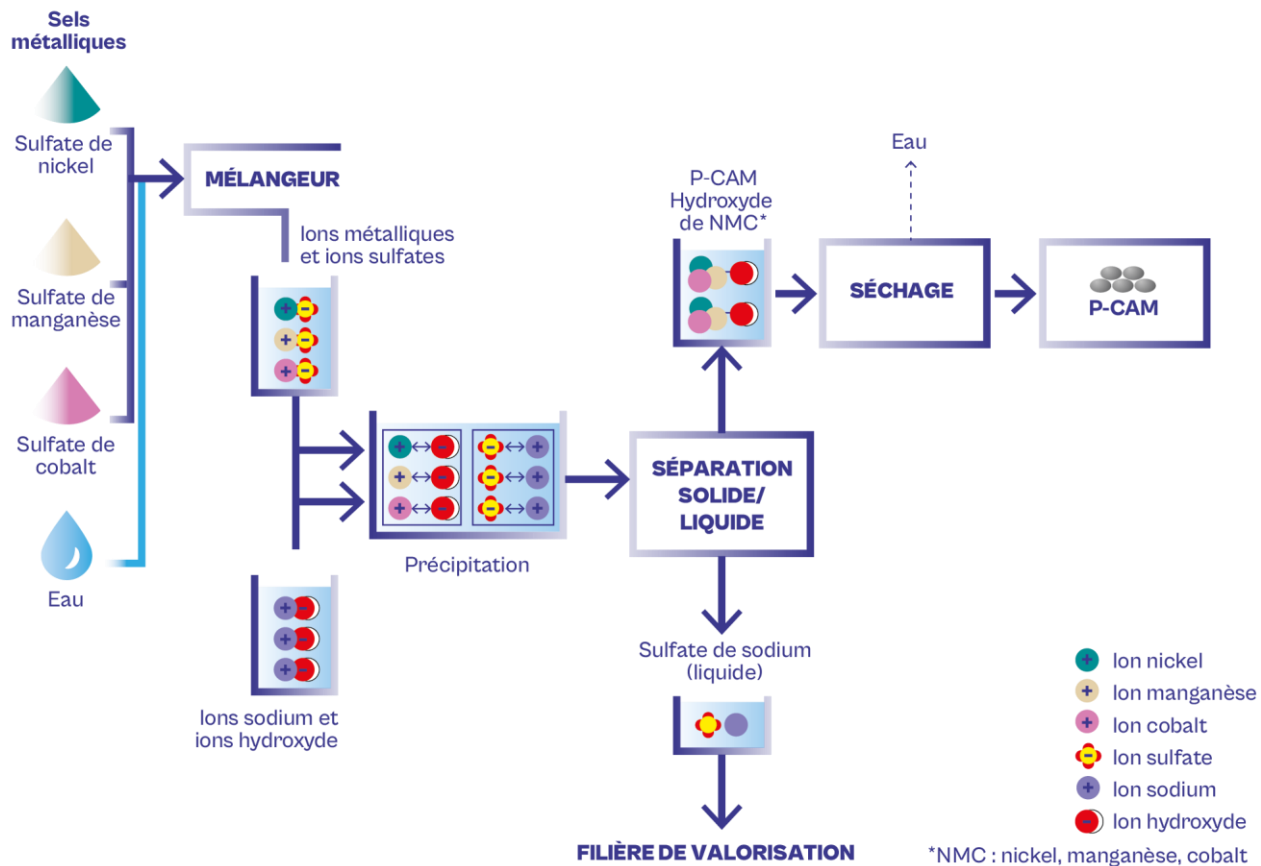 Sels
métalliques
Sulfate de
nickel
Sulfate de
manganèse
Sulfate de
cobalt
Eau
MÉLANGEUR
Ions métalliques
et ions sulfates
Ions sodium et
ions hydroxyde
Précipitation
SÉPARATION
SOLIDE/
LIQUIDE
P-CAM
Hydroxyde
de NMC*
Eau
SÉCHAGE
P-CAM
Sulfate de sodium
(liquide)
FILIÈRE DE VALORISATION
Ion nickel
Ion manganèse
Ion cobalt
Ion sulfate
Ion sodium
Ion hydroxyde
*NMC : nickel, manganèse, cobalt